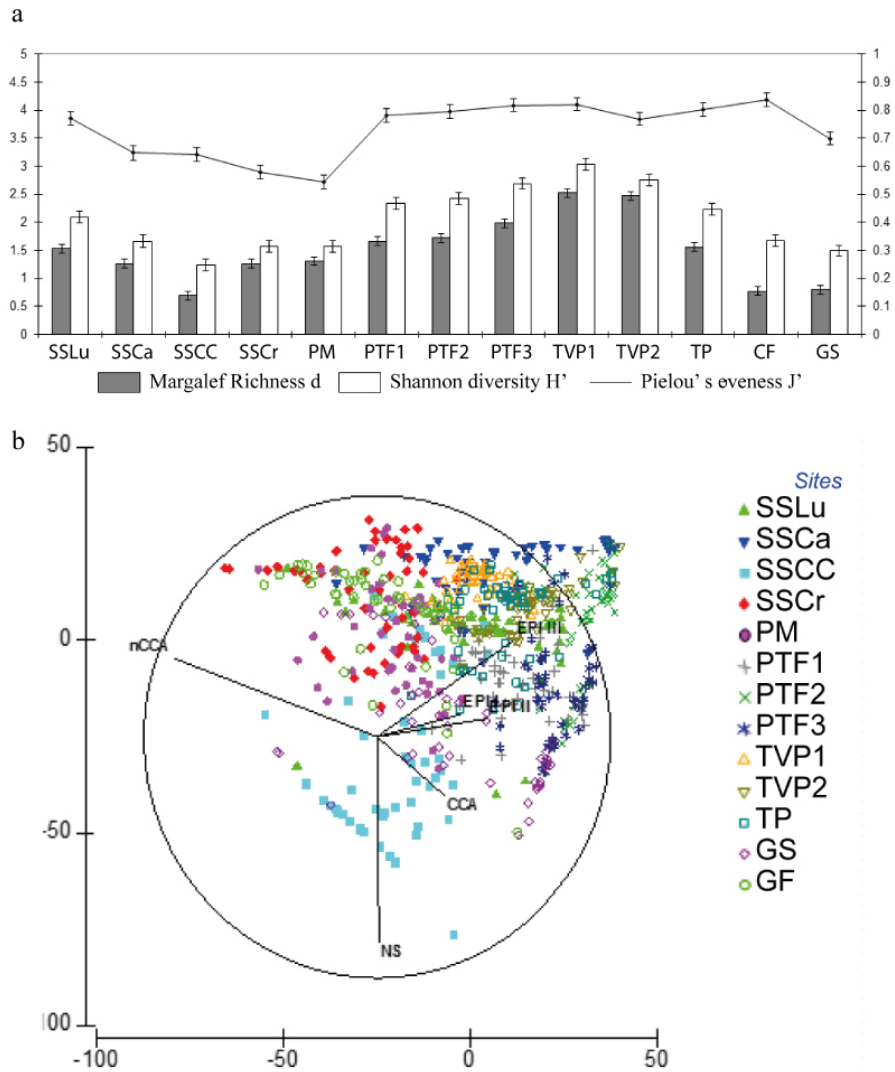 a
5 1
4.5 0.9
4 0.8
3.5 0.7
3 0.6
2.5 0.5
2 0.4
1.5 0.3
1 0.2
0.5 0.1
0 0
SSLu SSCa SSCC SSCr PM PTF1 PTF2 PTF3 TVP1 TVP2 TP CF GS
Margalef Richness d Shannon diversity H' Pielou' s eveness J'
b
50
Sites
SSLu
SSCa
SSCC
SSCr
PM
PTF1
PTF2
PTF3
TVP1
TVP2
TP
GS
GF
EPI III
0
nCCA
EPI II
CCA
-50
NS
00
-100 -50 0 50